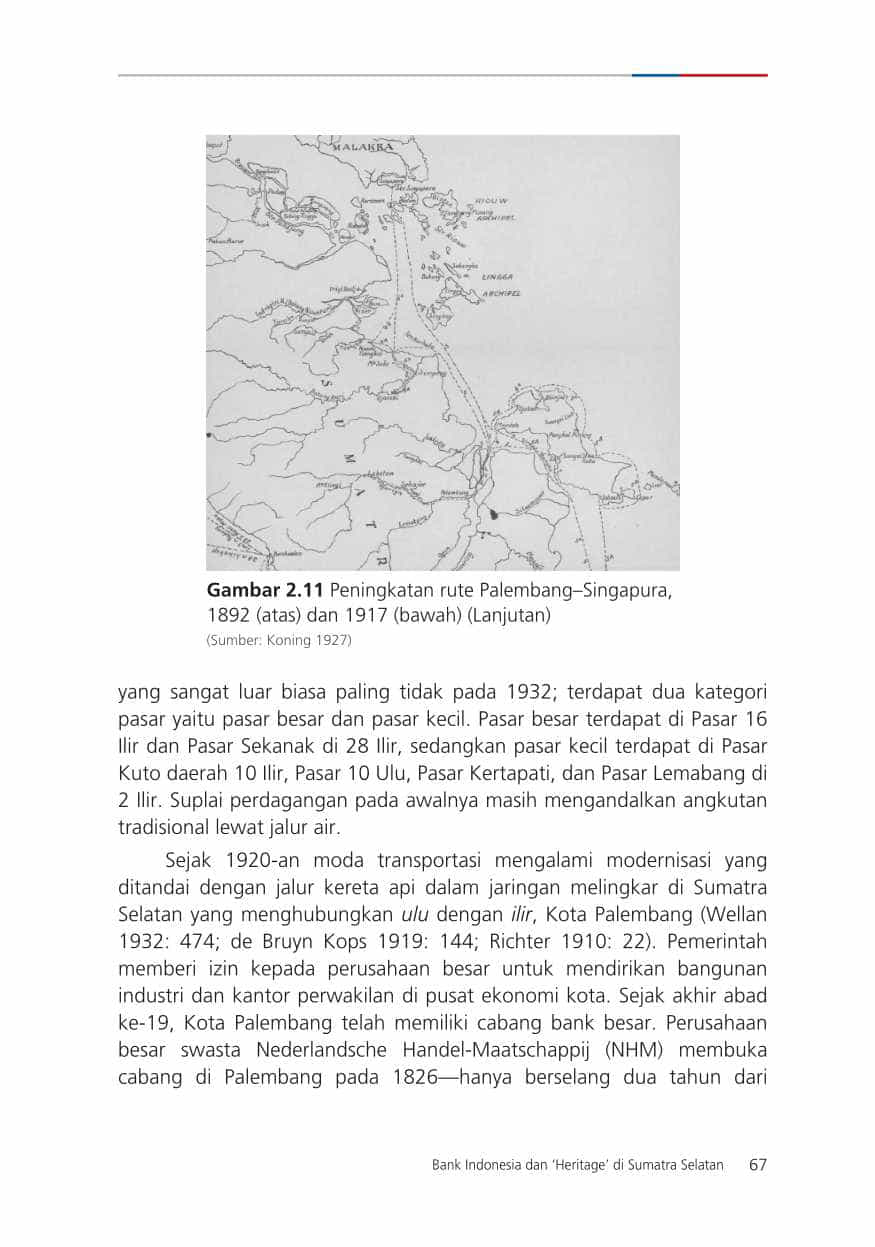 MALAKBA
RIOUW
ARCHIPEL
LINGGA
ARCHIPEL
Palembang
Gambar 2.11 Peningkatan rute Palembang–Singapura,
1892 (atas) dan 1917 (bawah) (Lanjutan)
(Sumber: Koning 1927)
yang sangat luar biasa paling tidak pada 1932; terdapat dua kategori
pasar yaitu pasar besar dan pasar kecil. Pasar besar terdapat di Pasar 16
Ilir dan Pasar Sekanak di 28 Ilir, sedangkan pasar kecil terdapat di Pasar
Kuto daerah 10 Ilir, Pasar 10 Ulu, Pasar Kertapati, dan Pasar Lemabang di
2 Ilir. Suplai perdagangan pada awalnya masih mengandalkan angkutan
tradisional lewat jalur air.
Sejak 1920-an moda transportasi mengalami modernisasi yang
ditandai dengan jalur kereta api dalam jaringan melingkar di Sumatra
Selatan yang menghubungkan ulu dengan ilir, Kota Palembang (Wellan
1932: 474; de Bruyn Kops 1919: 144; Richter 1910: 22). Pemerintah
memberi izin kepada perusahaan besar untuk mendirikan bangunan
industri dan kantor perwakilan di pusat ekonomi kota. Sejak akhir abad
ke-19, Kota Palembang telah memiliki cabang bank besar. Perusahaan
besar swasta Nederlandsche Handel-Maatschappij (NHM) membuka
cabang di Palembang pada 1826—hanya berselang dua tahun dari
Bank Indonesia dan ‘Heritage’ di Sumatra Selatan 67